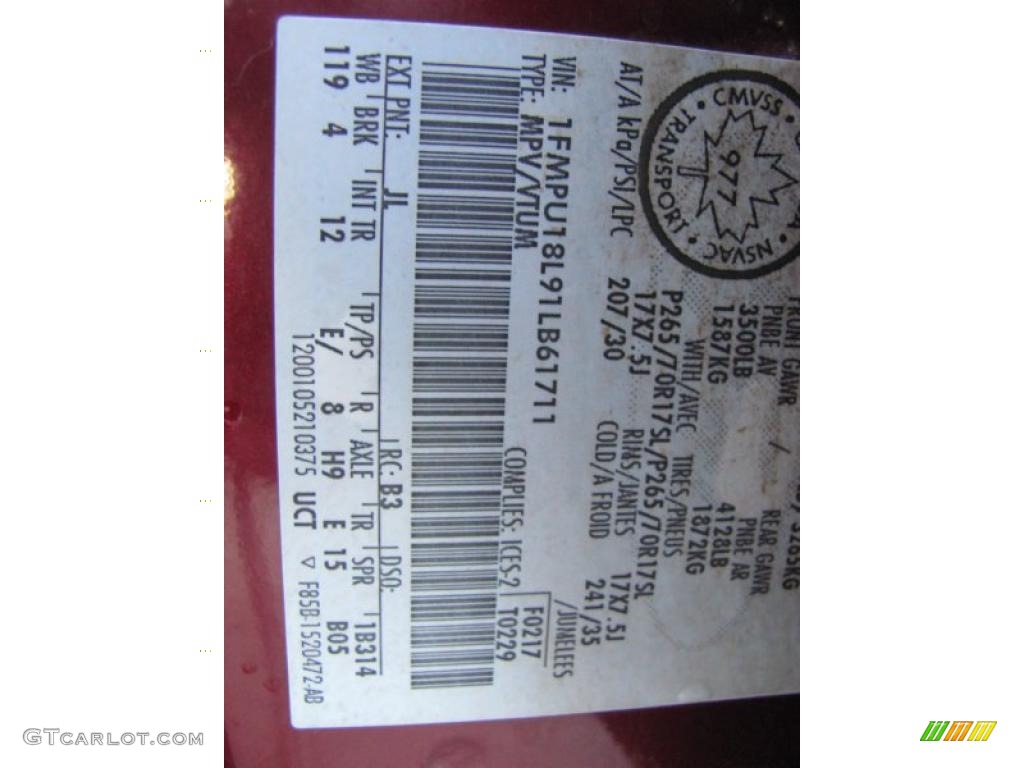 CMVSS • 
TRANSPORT • NSVAC
977
FRONT GAWR / REAR GAWR
PNBE AV PNBE AR
3500LB 4128LB
1587KG 1872KG
WITH/AVEC TIRES/PNEUS
P265/70R17SL/P265/70R17SL
17X7.5J RIMS/JANTES 17X7.5J
AT/A kPa/PSI/LPC 207/30 COLD/A FROID 241/35
/JUMELEES
VIN: 1FMPU18L91LB61711
TYPE: MPV/VTUM
F0217
COMPLIES: ICES-2 T0229
EXT PNT: JL RC: B3 DSO:
WB BRK INT TR TP/PS R AXLE TR SPR 1B314
119 4 12 E/ 8 H9 E 15 B05
1200105210375 UCT ▽ F85B-1520472-AB
GTCARLOT.COM